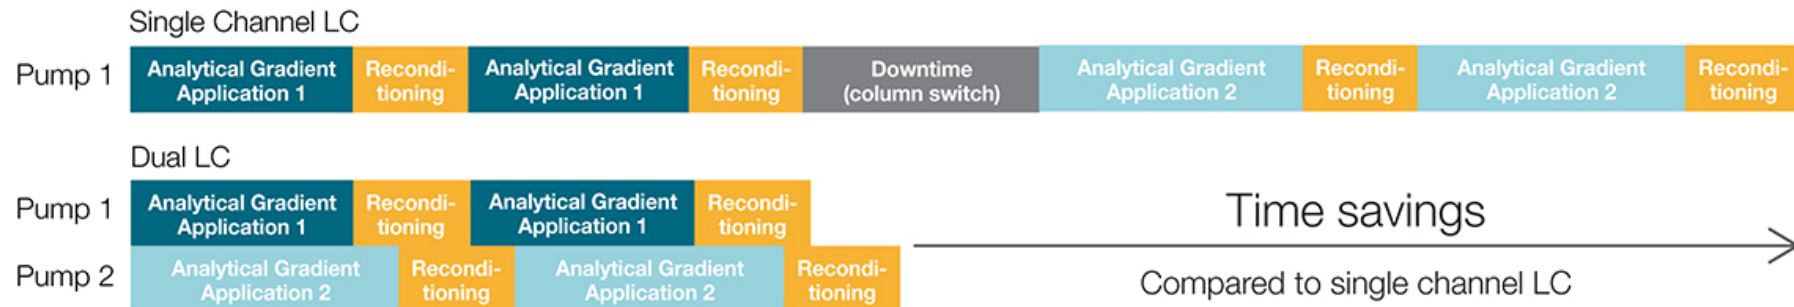 Single Channel LC
Pump 1
Analytical Gradient
Application 1
Recondi-
tioning
Analytical Gradient
Application 1
Recondi-
tioning
Downtime
(column switch)
Analytical Gradient
Application 2
Recondi-
tioning
Analytical Gradient
Application 2
Recondi-
tioning
Dual LC
Pump 1
Analytical Gradient
Application 1
Recondi-
tioning
Analytical Gradient
Application 1
Recondi-
tioning
Pump 2
Analytical Gradient
Application 2
Recondi-
tioning
Analytical Gradient
Application 2
Recondi-
tioning
Time savings
Compared to single channel LC